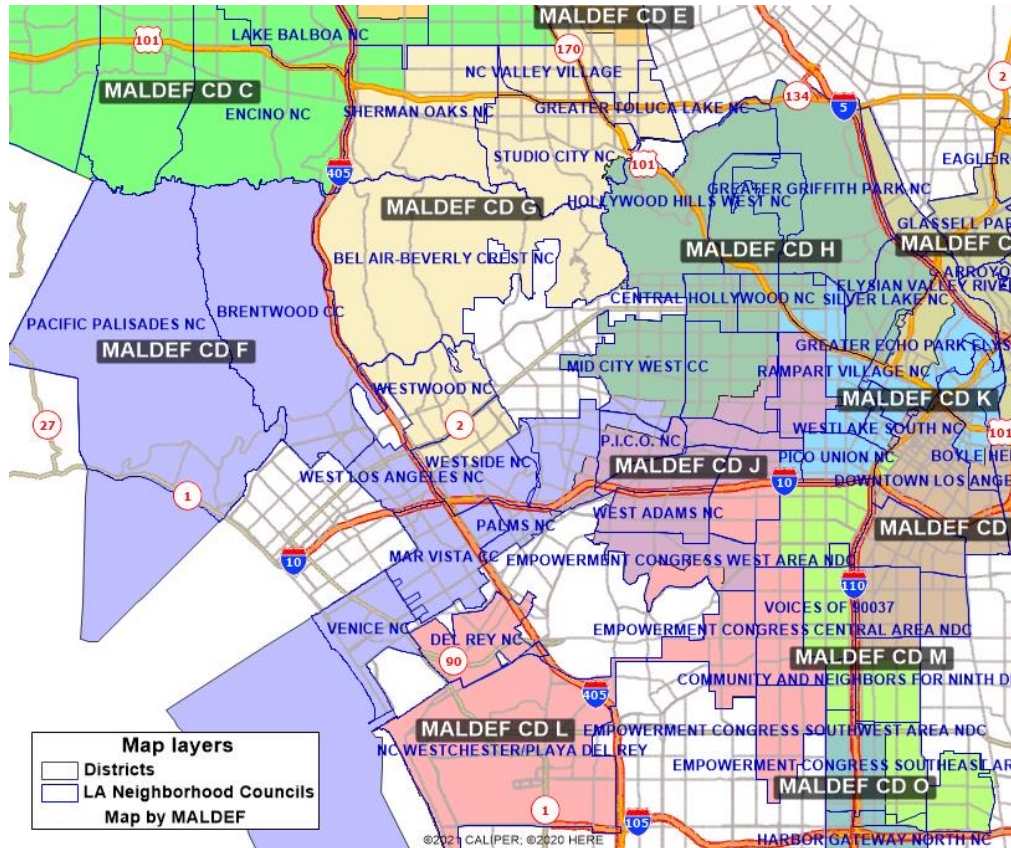 MALDEF CD E
LAKE BALBOA NC
101
170
NC VALLEY VILLAGE
2
MALDEF CD C
134
ENCINO NC
SHERMAN OAKS NC
GREATER TOLUCA LAKE NC
5
STUDIO CITY NC
101
EAGLE
405
GREATER GRIFFITH PARK NC
HOLLYWOOD HILLS WEST NC
MALDEF CD G
GLASSELL PA
MALDEF CD H
MALDEF C
BEL AIR-BEVERLY CREST NC
ARROYO
ELYSIAN VALLEY RIVER
CENTRAL HOLLYWOOD NC
SILVER LAKE NC
BRENTWOOD CC
PACIFIC PALISADES NC
MALDEF CD F
GREATER ECHO PARK ELYS
MID CITY WEST CC
RAMPART VILLAGE NC
WESTWOOD NC
MALDEF CD K
27
2
WESTLAKE SOUTH NC
101
P.I.C.O. NC
WESTSIDE NC
PICO UNION NC
BOYLE HE
WEST LOS ANGELES NC
MALDEF CD J
10
DOWNTOWN LOS ANGE
1
WEST ADAMS NC
PALMS NC
MALDEF CD
MAR VISTA CC
EMPOWERMENT CONGRESS WEST AREA NDC
10
110
VOICES OF 90037
VENICE NC
DEL REY NC
EMPOWERMENT CONGRESS CENTRAL AREA NDC
90
MALDEF CD M
COMMUNITY AND NEIGHBORS FOR NINTH D
405
MALDEF CD L
EMPOWERMENT CONGRESS SOUTHWEST AREA NDC
NC WESTCHESTER/PLAYA DEL REY
EMPOWERMENT CONGRESS SOUTHEAST AR
MALDEF CD O
1
105
HARBOR GATEWAY NORTH NC
Map layers
Districts
LA Neighborhood Councils
Map by MALDEF
©2021 CALIPER; ©2020 HERE